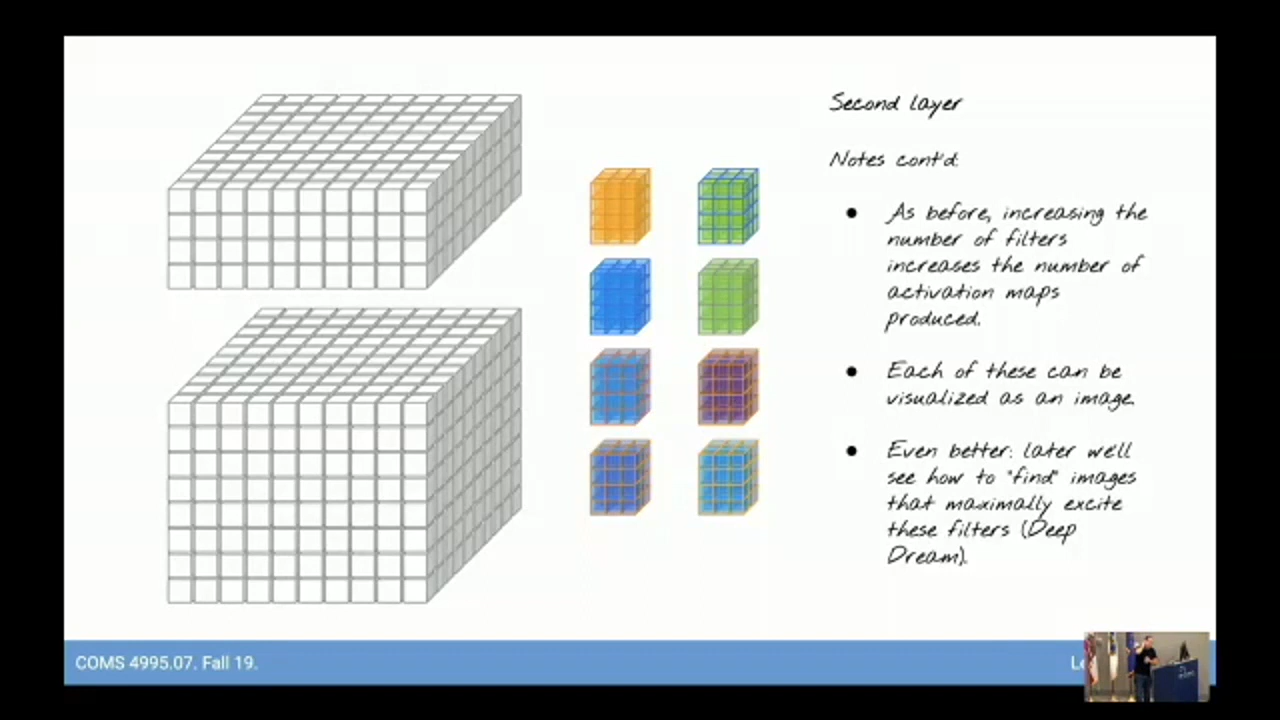 Second layer
Notes cont'd:
As before, increasing the
number of filters
increases the number of
activation maps
produced.
Each of these can be
visualized as an image.
Even better: later we'll
see how to "find" images
that maximally excite
these filters (Deep
Dream).
COMS 4995.07. Fall 19.